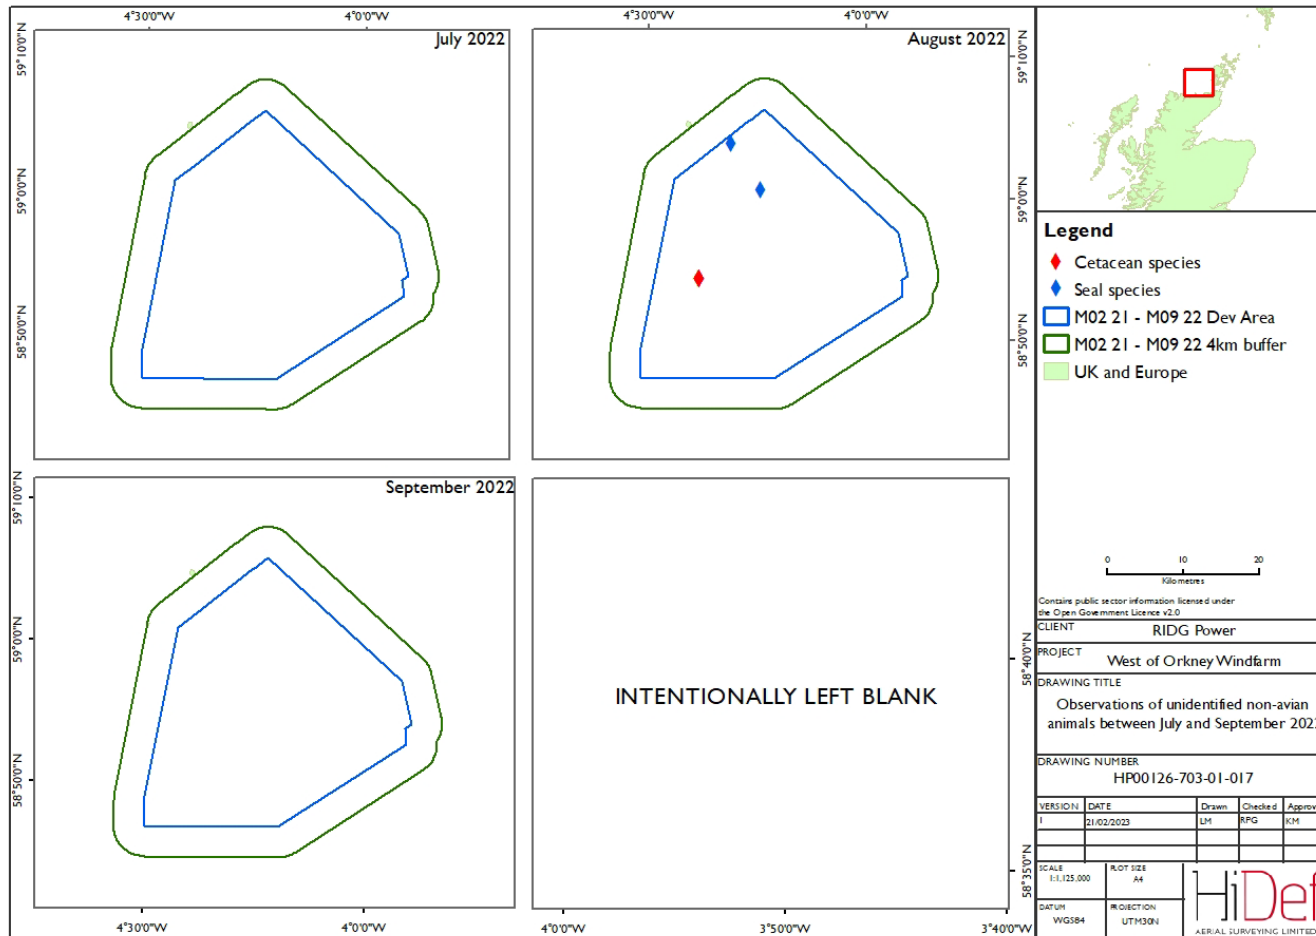 4°30'0"W 4°0'0"W 4°30'0"W 4°0'0"W
July 2022
August 2022
59°10'0"N
59°0'0"N
58°50'0"N
59°10'0"N
59°0'0"N
58°50'0"N
Legend
Cetacean species
Seal species
M02 21 - M09 22 Dev Area
M02 21 - M09 22 4km buffer
UK and Europe
September 2022
59°10'0"N
59°0'0"N
58°50'0"N
INTENTIONALLY LEFT BLANK
58°40'0"N
58°35'0"N
4°30'0"W 4°0'0"W 4°0'0"W 3°50'0"W 3°40'0"W
0 10 20
Kilometres
Contains public sector information licensed under
the Open Government Licence v2.0
CLIENT
RIDG Power
PROJECT
West of Orkney Windfarm
DRAWING TITLE
Observations of unidentified non-avian
animals between July and September 202
DRAWING NUMBER
HP00126-703-01-017
VERSION DATE Drawn Checked Approv
1 21/02/2023 LM RPG KM
SCALE PLOT SIZE
1:1,125,000 A4
DATUM PROJECTION
WGS84 UTM30N
HiDef
AERIAL SURVEYING LIMITED